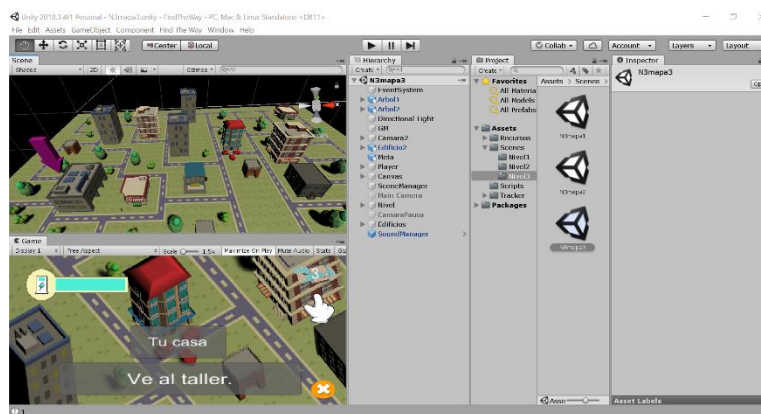 Unity 2018.3.4f1 Personal - N3mapa3.unity - FindTheWay - PC, Mac & Linux Standalone <DX11>
File Edit Assets GameObject Component Find The Way Window Help
Center Local Collab Account Layers Layout
Scene
Shaded 2D Gizmos
Hierarchy
Create
N3mapa3
EventSystem
Arbol1
Arbol2
Directional Light
GM
Camara2
Edificio2
Meta
Player
Canvas
SceneManager
Main Camera
Nivel
CamaraPausa
Edificios
SoundManager
Project
Create
Favorites
All Materia
All Models
All Prefabs
Assets
Recursos
Scenes
Nivel1
Nivel2
Nivel3
Scripts
Tracker
Packages
Assets > Scenes >
N3mapa1
N3mapa2
N3mapa3
Asse
Inspector
N3mapa3
Asset Labels
Game
Display 1 Free Aspect Scale 1.5x Maximize On Play Mute Audio Stats
Tu casa
Ve al taller.
1